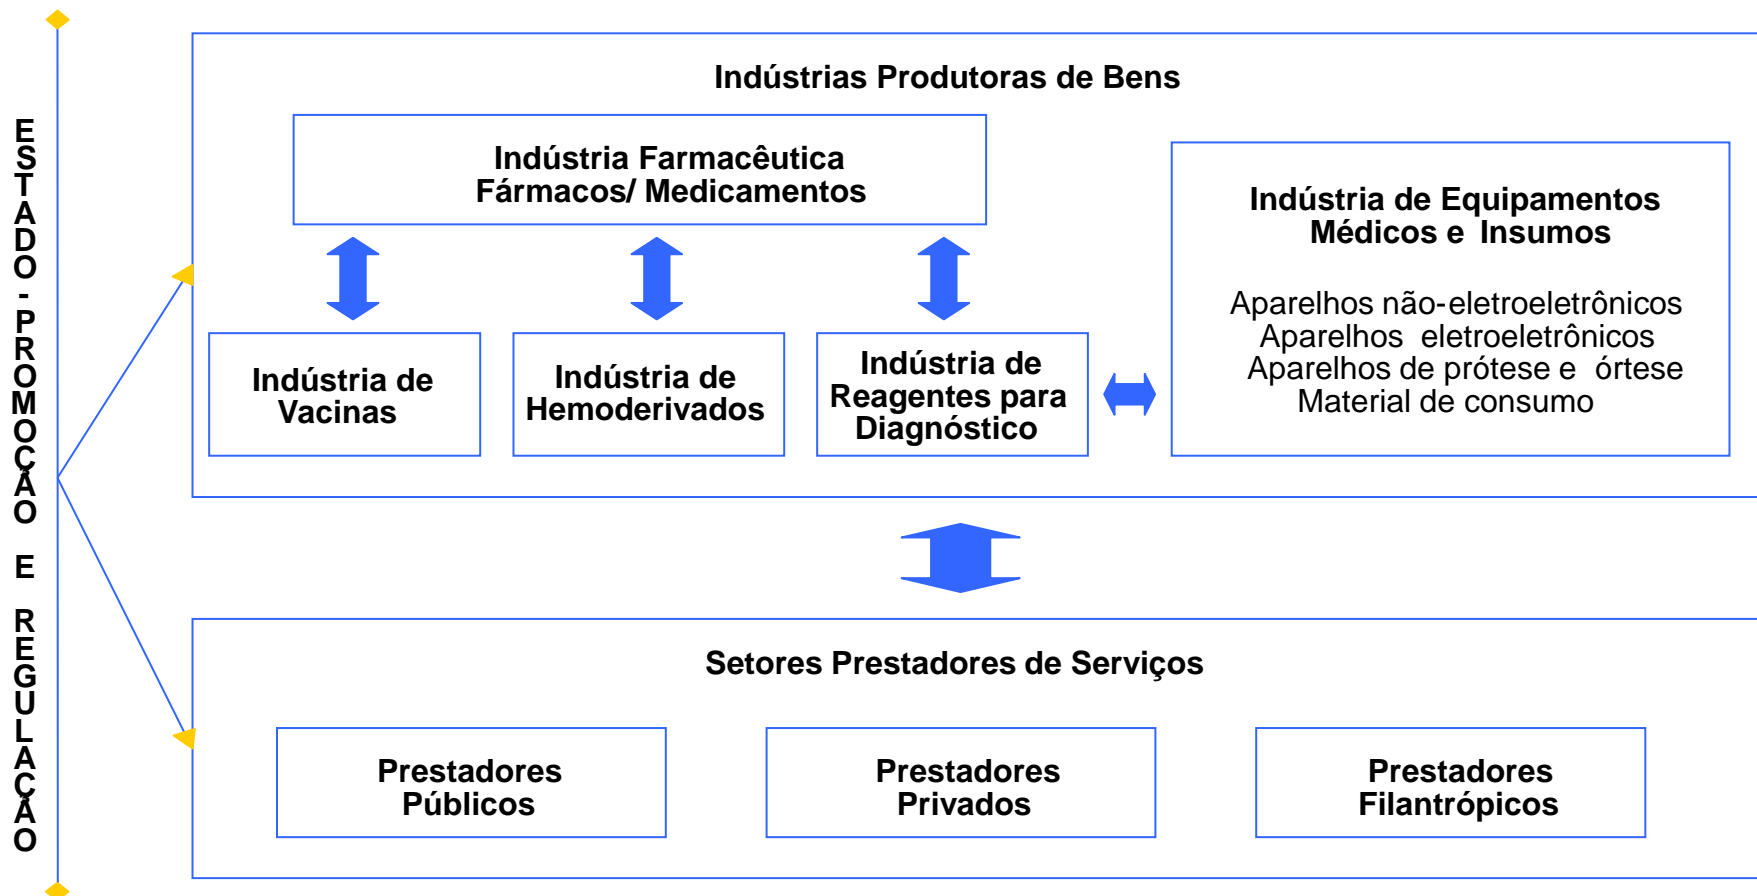 ESTADO - PROMOÇÃO E REGULAÇÃO
Indústrias Produtoras de Bens
Indústria Farmacêutica
Fármacos/ Medicamentos
Indústria de Equipamentos
Médicos e Insumos
Aparelhos não-eletroeletrônicos
Aparelhos eletroeletrônicos
Aparelhos de prótese e órtese
Material de consumo
Indústria de
Vacinas
Indústria de
Hemoderivados
Indústria de
Reagentes para
Diagnóstico
Setores Prestadores de Serviços
Prestadores
Públicos
Prestadores
Privados
Prestadores
Filantrópicos